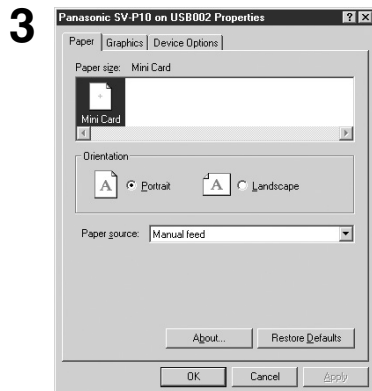 3
Panasonic SV-P10 on USB002 Properties
Paper Graphics Device Options
Paper size: Mini Card
Mini Card
Orientation
A Portrait A Landscape
Paper source: Manual feed
About... Restore Defaults
OK Cancel Apply